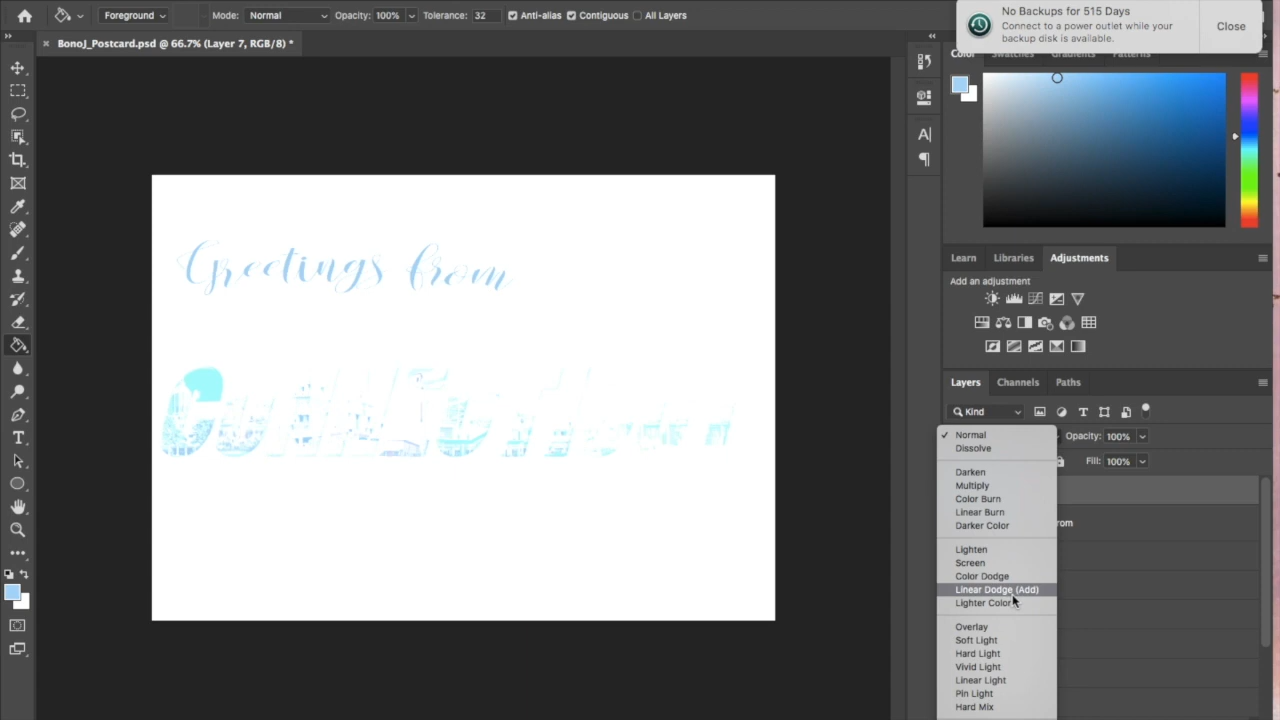 Foreground
Mode: Normal
Opacity: 100%
Tolerance: 32
Anti-alias
Contiguous
All Layers
No Backups for 515 Days
Connect to a power outlet while your
backup disk is available.
Close
BonoJ_Postcard.psd @ 66.7% (Layer 7, RGB/8) *
Color
Swatches
Gradients
Patterns
Greetings from
Learn
Libraries
Adjustments
Add an adjustment
Layers
Channels
Paths
Kind
Normal
Opacity: 100%
Dissolve
Fill: 100%
Darken
Multiply
Color Burn
Linear Burn
Darker Color
rom
Lighten
Screen
Color Dodge
Linear Dodge (Add)
Lighter Color
Overlay
Soft Light
Hard Light
Vivid Light
Linear Light
Pin Light
Hard Mix